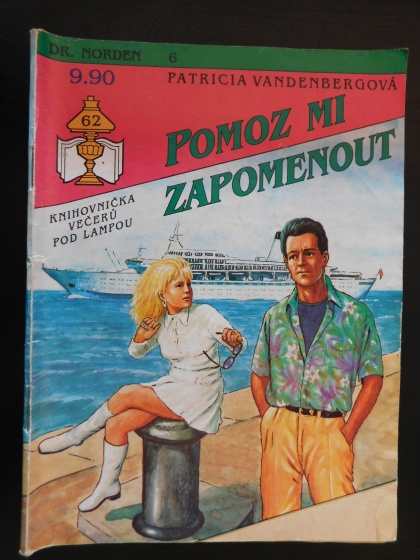 DR. NORDEN 6
9.90 PATRICIA VANDENBERGOVÁ
62
POMOZ MI
ZAPOMENOUT
KNIHOVNIČKA
VEČERŮ
POD LAMPOU